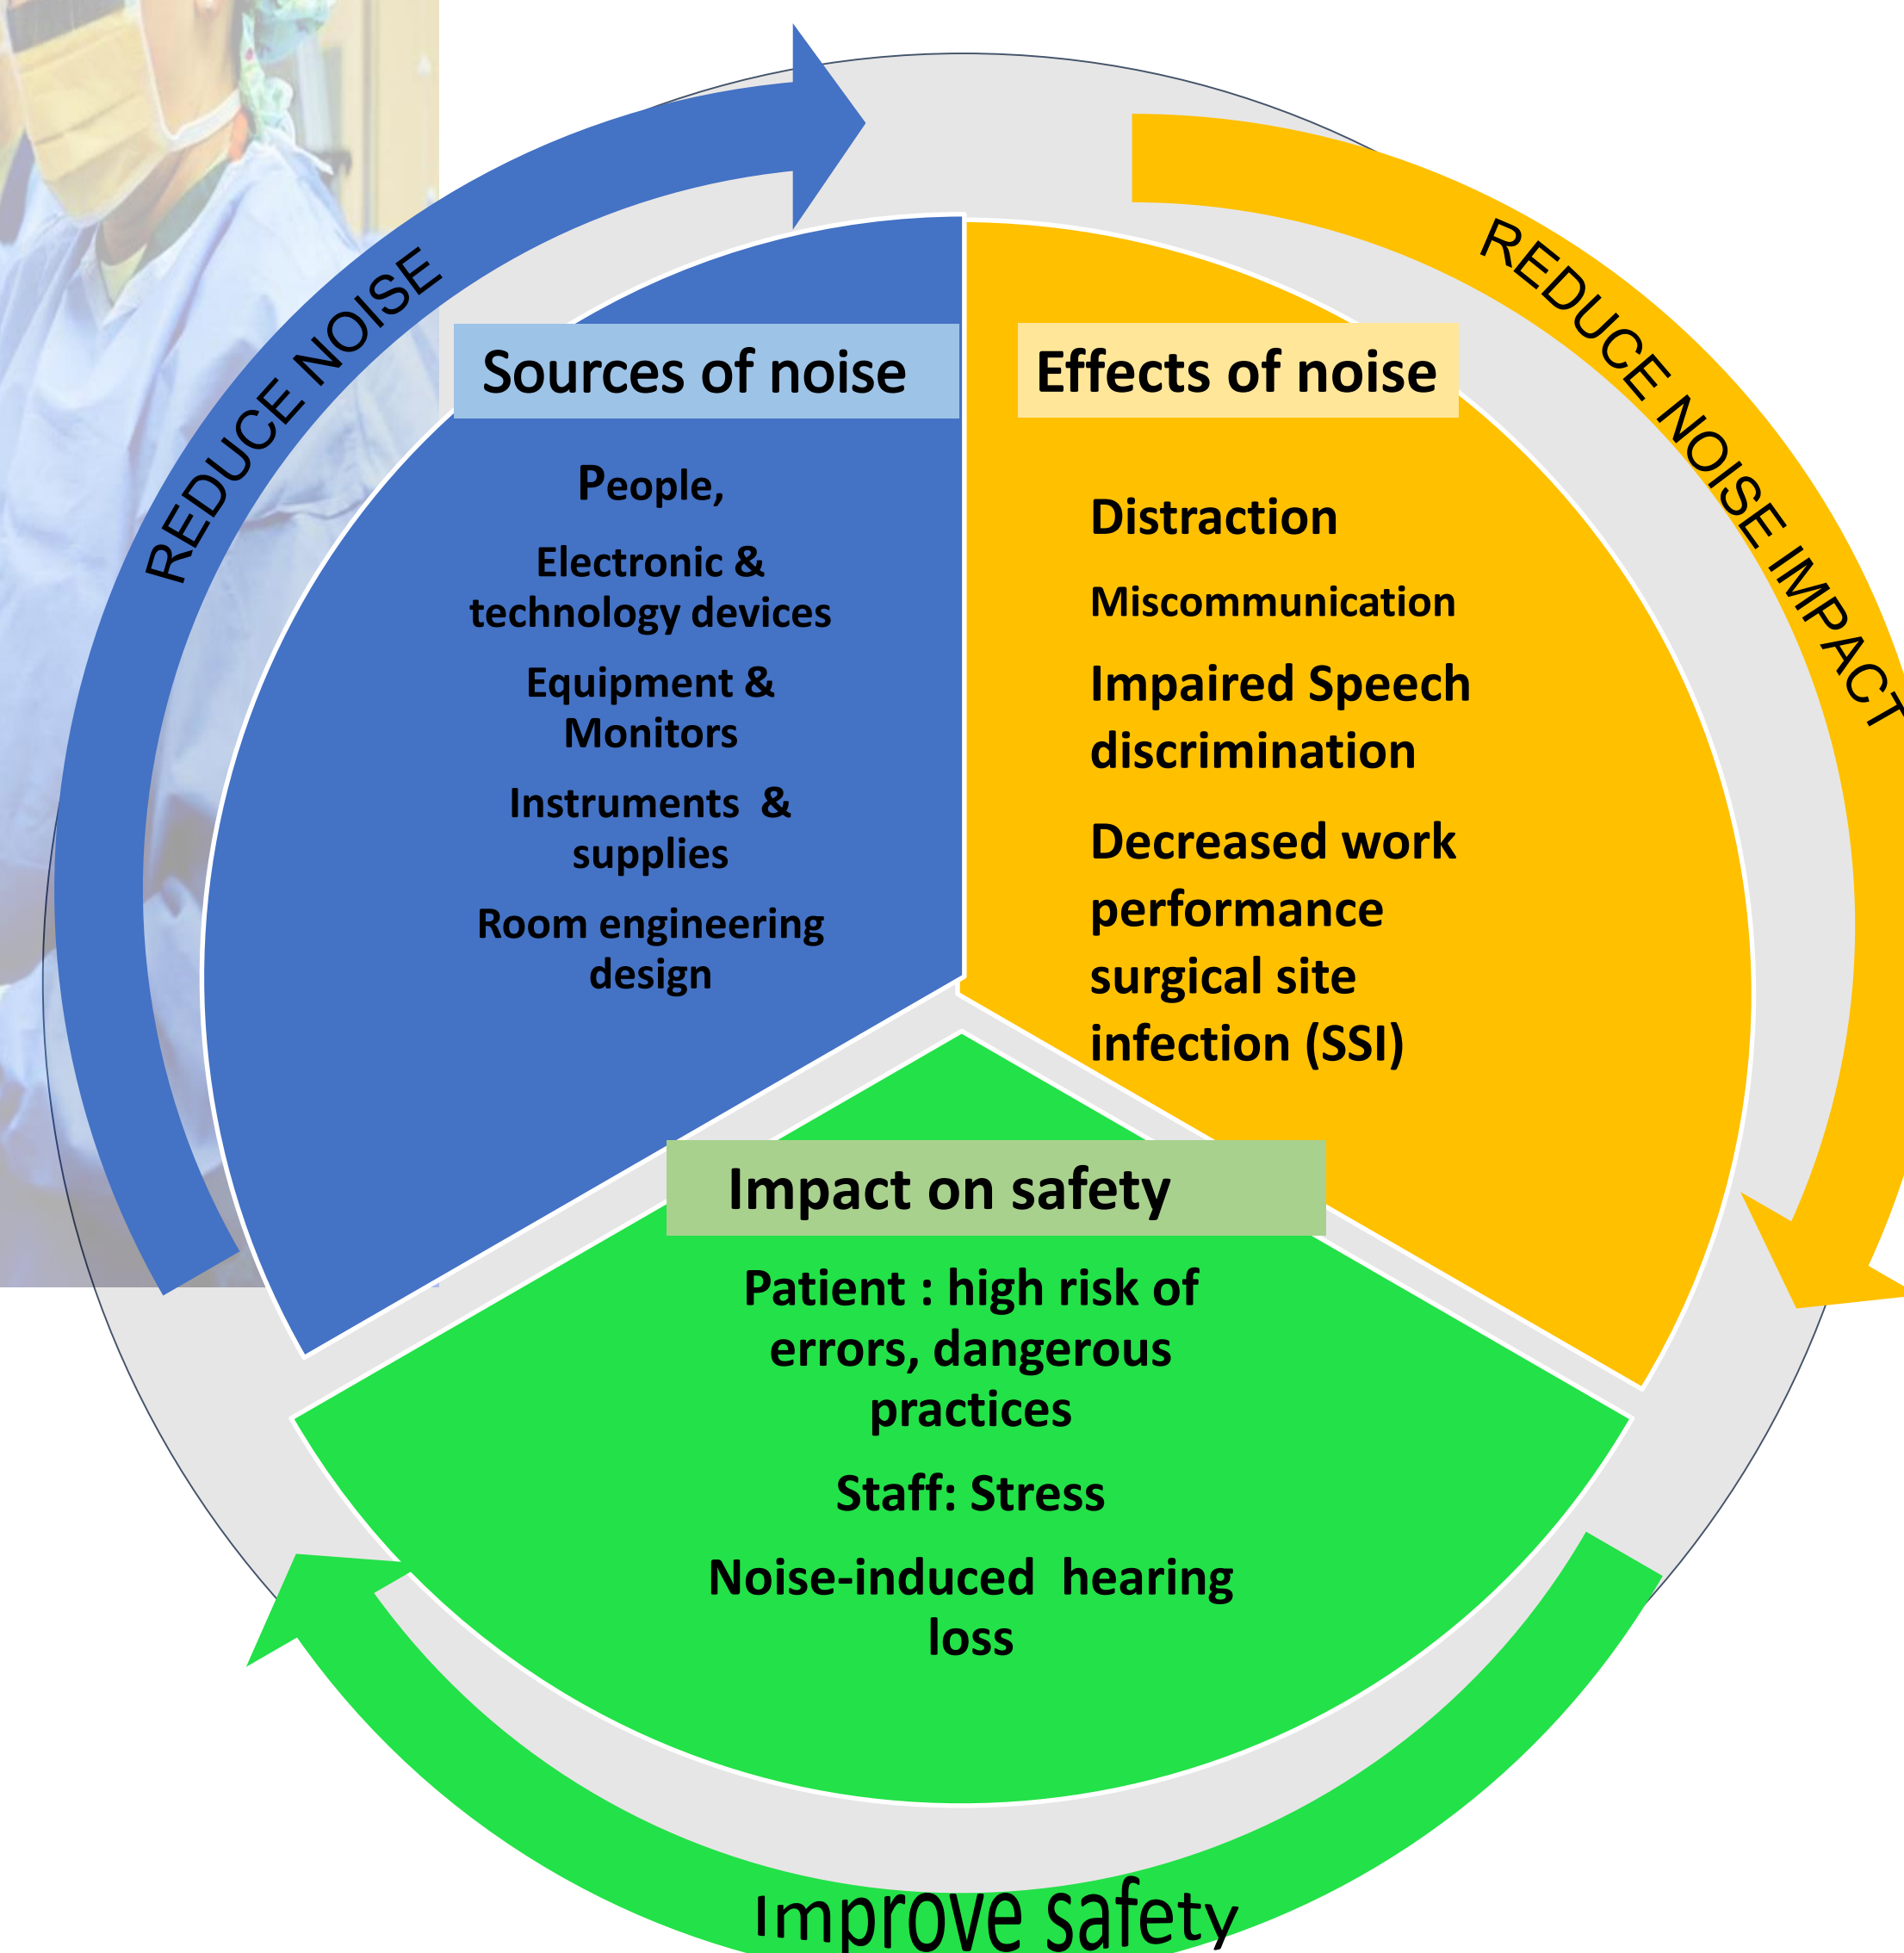 REDUCE NOISE
Sources of noise
People,
Electronic &
technology devices
Equipment &
Monitors
Instruments  &
supplies
Room engineering
design
REDUCE NOISE IMPACT
Effects of noise
Distraction
Miscommunication
Impaired Speech
discrimination
Decreased work
performance
surgical site
infection (SSI)
Impact on safety
Patient : high risk of
errors, dangerous
practices
Staff: Stress
Noise-induced  hearing
loss
Improve safety